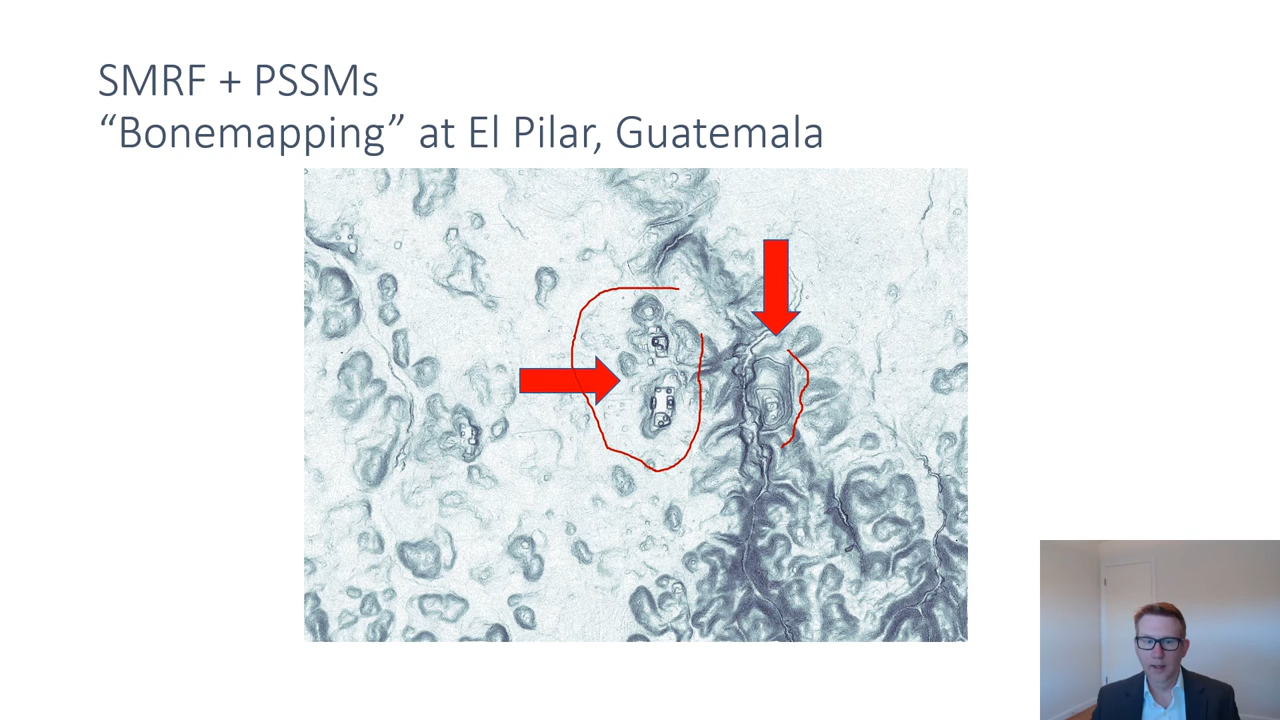 SMRF + PSSMs
“Bonemapping” at El Pilar, Guatemala